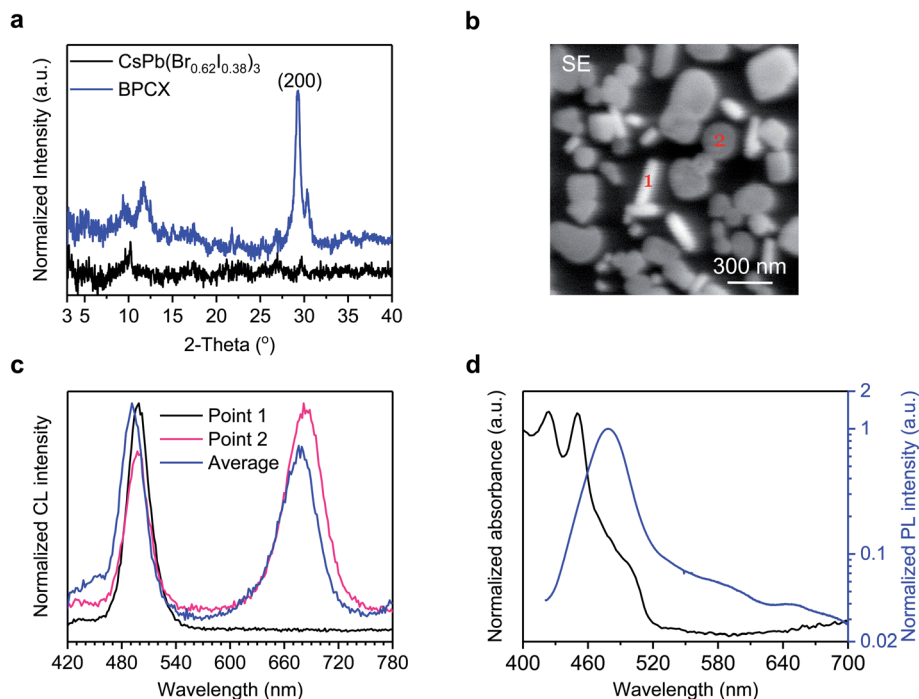 a
CsPb(Br0.62I0.38)3
BPCX
(200)
Normalized Intensity (a.u.)
3 5 10 15 20 25 30 35 40
2-Theta (o)
b
SE
2
1
300 nm
c
Point 1
Point 2
Average
Normalized CL intensity
420 480 540 600 660 720 780
Wavelength (nm)
d
Normalized absorbance (a.u.)
2
1
0.1
0.02
Normalized PL intensity (a.u.)
400 460 520 580 640 700
Wavelength (nm)